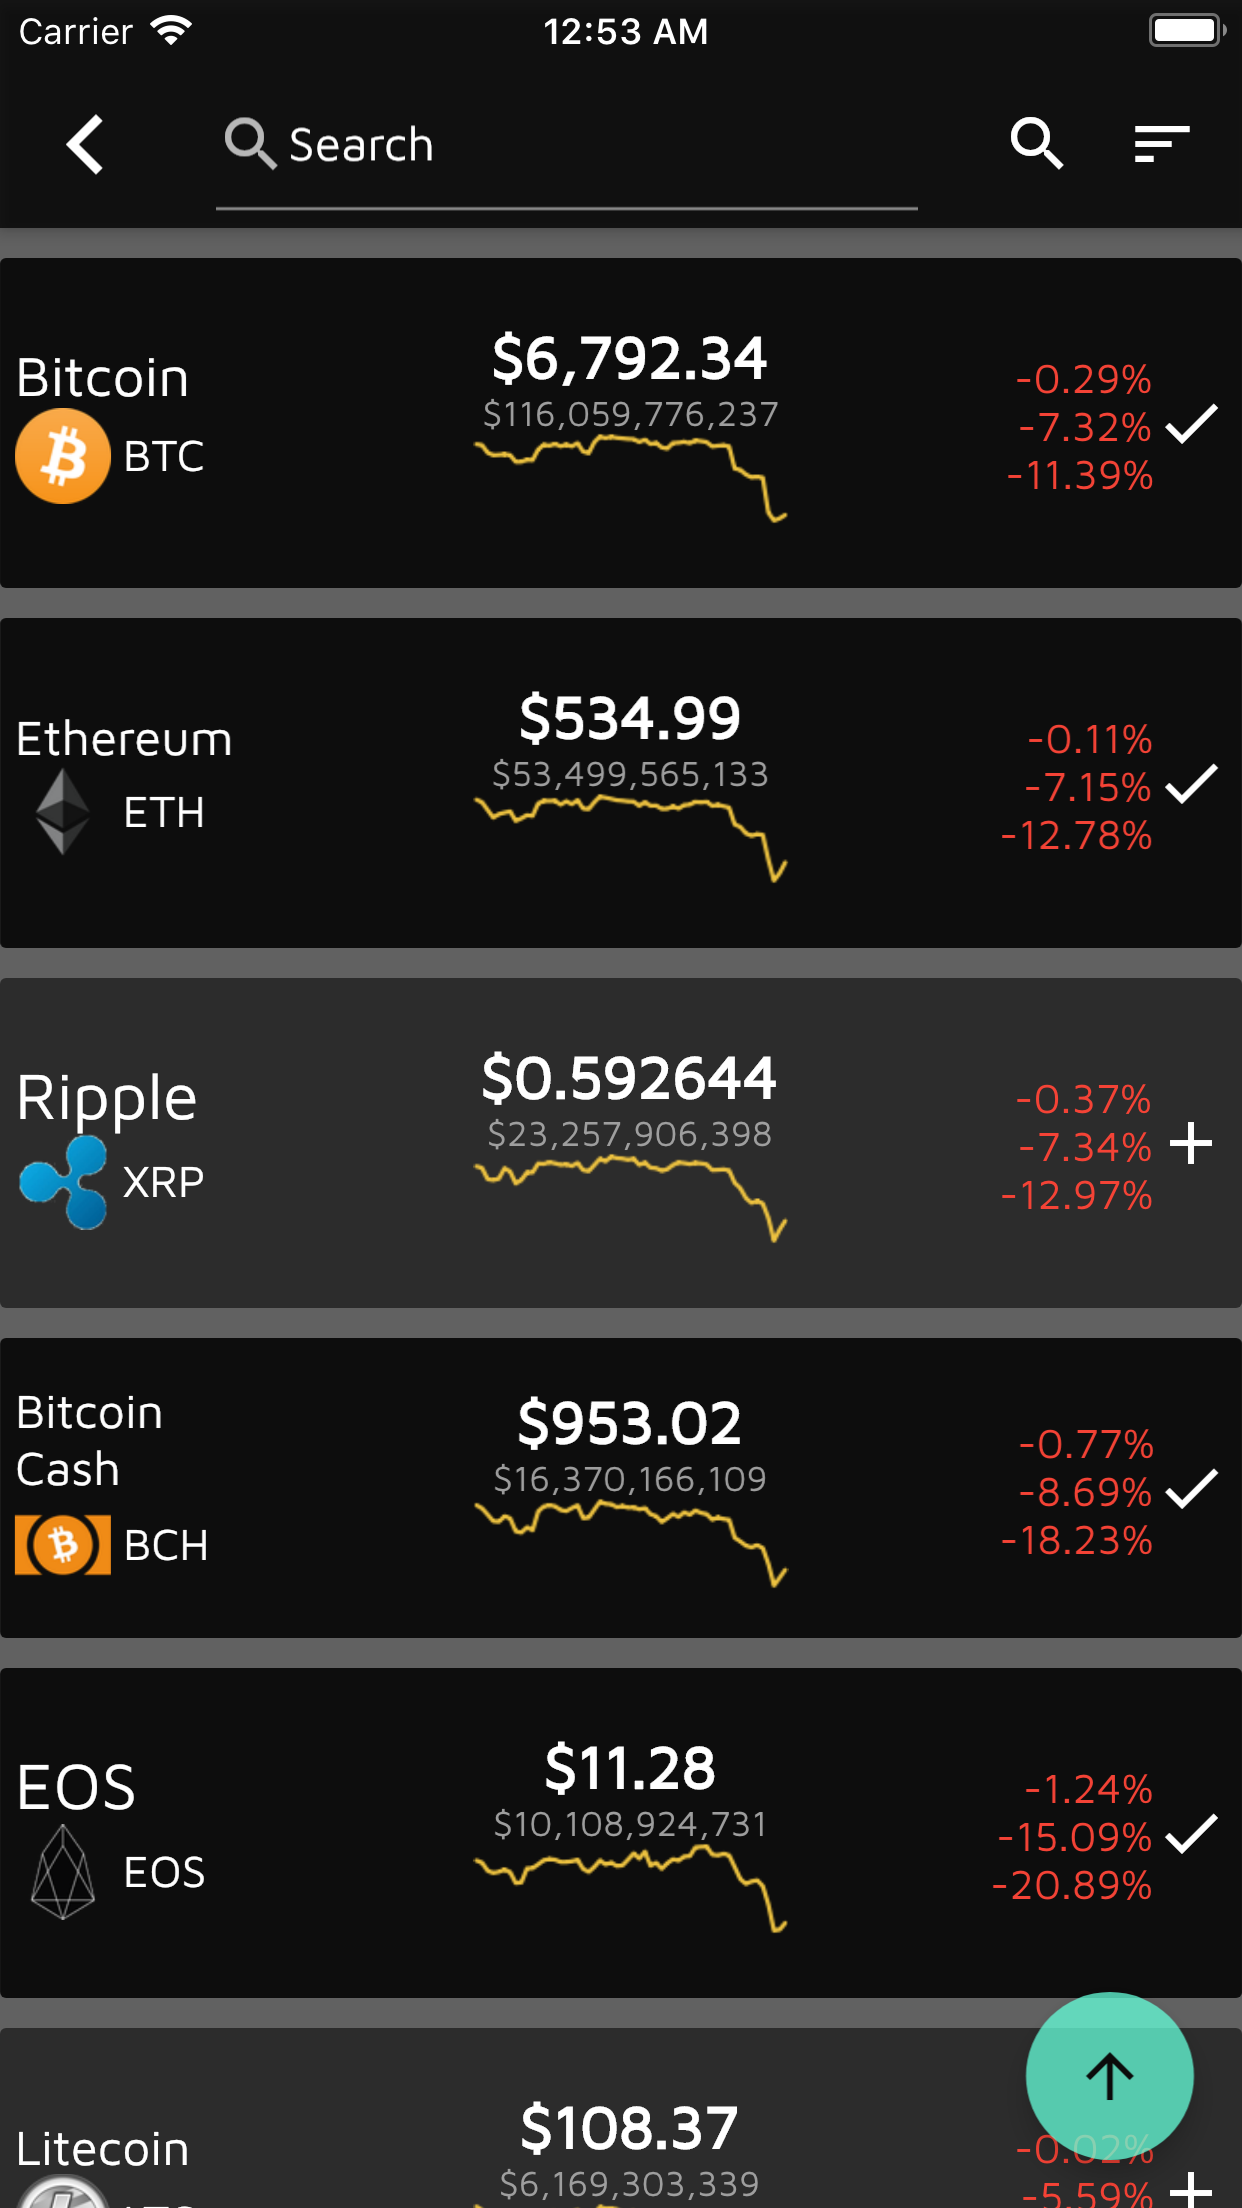 Carrier 12:53 AM
Search
Bitcoin
BTC
$6,792.34
$116,059,776,237
-0.29%
-7.32%
-11.39%
Ethereum
ETH
$534.99
$53,499,565,133
-0.11%
-7.15%
-12.78%
Ripple
XRP
$0.592644
$23,257,906,398
-0.37%
-7.34%
-12.97%
Bitcoin
Cash
BCH
$953.02
$16,370,166,109
-0.77%
-8.69%
-18.23%
EOS
EOS
$11.28
$10,108,924,731
-1.24%
-15.09%
-20.89%
Litecoin
$108.37
$6,169,303,339
-0.02%
-5.59%